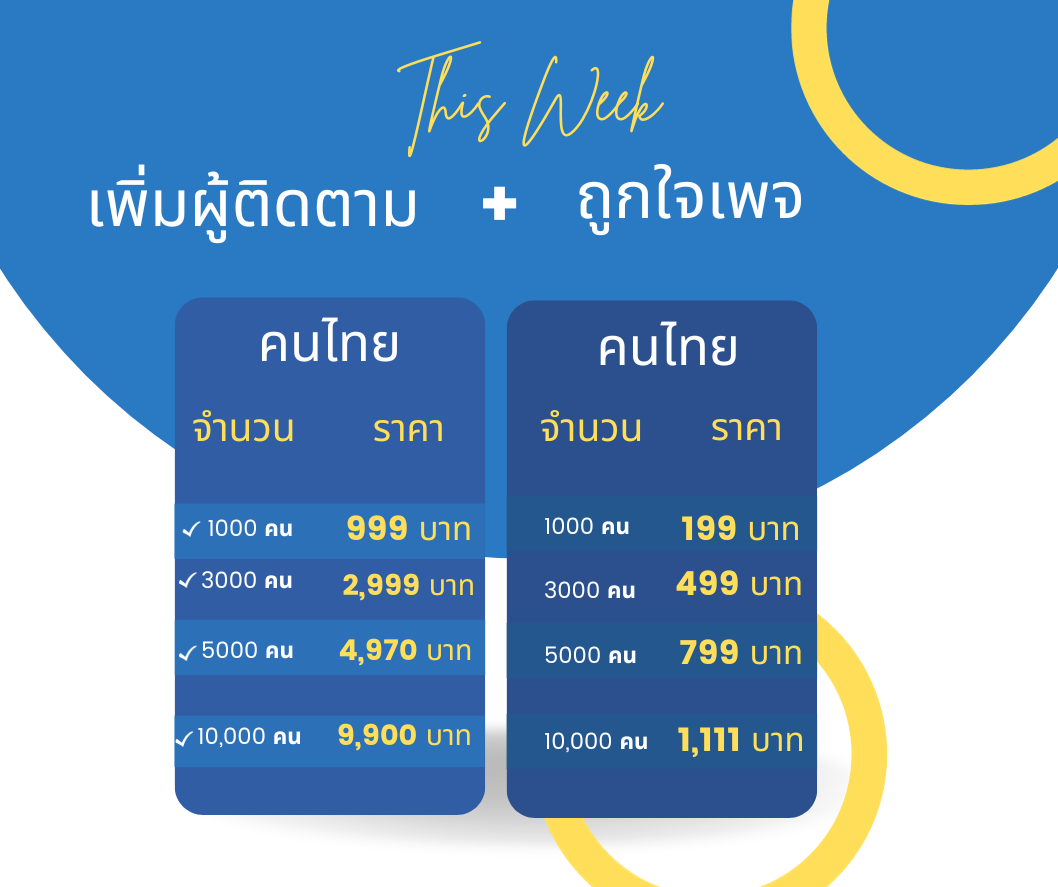 This Week
เพิ่มผู้ติดตาม + ถูกใจเพจ
คนไทย
จำนวน ราคา
1000 คน 999 บาท
3000 คน 2,999 บาท
5000 คน 4,970 บาท
10,000 คน 9,900 บาท
คนไทย
จำนวน ราคา
1000 คน 199 บาท
3000 คน 499 บาท
5000 คน 799 บาท
10,000 คน 1,111 บาท